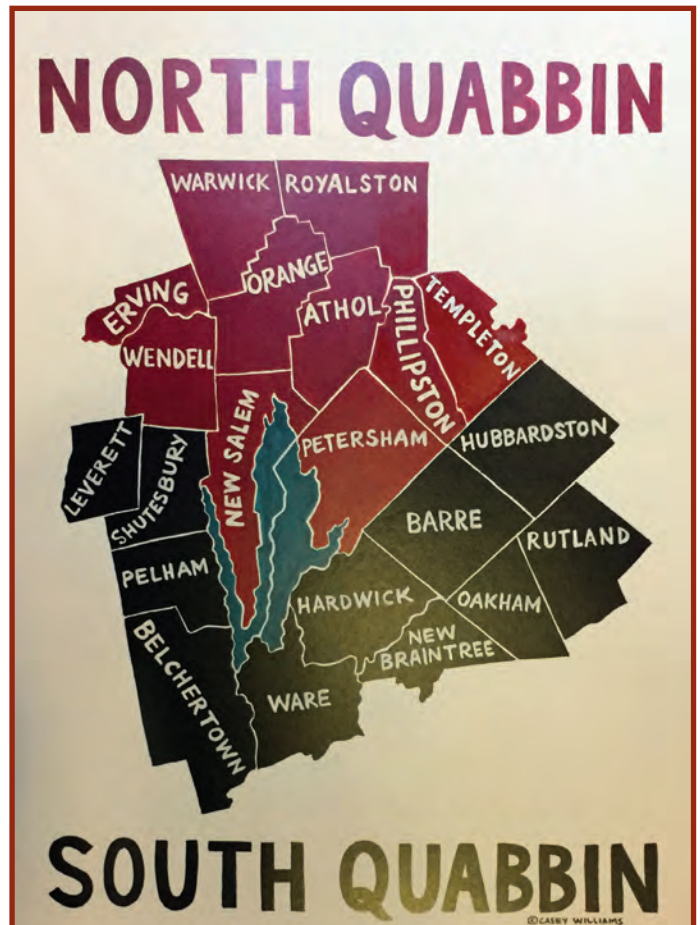 NORTH QUABBIN
WARWICK
ROYALSTON
ORANGE
ERVING
ATHOL
PHILLIPSTON
TEMPLETON
WENDELL
NEW SALEM
PETERSHAM
HUBBARDSTON
LEVERETT
SHUTESBURY
BARRE
RUTLAND
PELHAM
HARDWICK
OAKHAM
NEW
BRAINTREE
BELCHERTOWN
WARE
SOUTH QUABBIN
©CASEY WILLIAMS